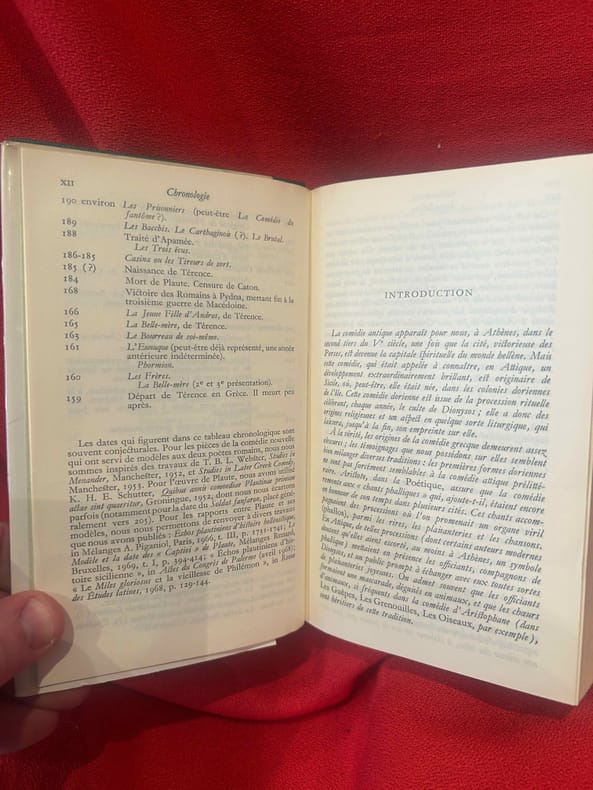 XII
Chronologie
190 environ Les Prisonniers (peut-être La Comédie du
fantôme ?).
189 Les Bacchis. Le Carthaginois (?). Le Brutal.
188 Traité d'Apamée.
Les Trois écus.
186-185 Casina ou les Tireurs de sort.
185 (?) Naissance de Térence.
184 Mort de Plaute. Censure de Caton.
168 Victoire des Romains à Pydna, mettant fin à la
troisième guerre de Macédoine.
166 La Jeune Fille d'Andros, de Térence.
165 La Belle-mère, de Térence.
163 Le Bourreau de soi-même.
161 L'Eunuque (peut-être déjà représenté, une année
antérieure indéterminée).
Phormion.
160 Les Frères.
La Belle-mère (2e et 3e présentation).
159 Départ de Térence en Grèce. Il meurt peu
après.
Les dates qui figurent dans ce tableau chronologique sont
souvent conjecturales. Pour les pièces de la comédie nouvelle
qui ont servi de modèles aux deux poètes romains, nous nous
sommes inspirés des travaux de T. B. L. Webster, Studies in
Menander, Manchester, 1952, et Studies in Later Greek Comedy,
Manchester, 1953. Pour l'œuvre de Plaute, nous avons utilisé
K. H. E. Schutter, Quibus annis comœdiae Plautinae primum
actae sint quaeritur, Groningue, 1952, dont nous nous écartons
parfois (notamment pour la date du Soldat fanfaron, placé géné-
ralement vers 205). Pour les rapports entre Plaute et ses
modèles, nous nous permettons de renvoyer à divers travaux
que nous avons publiés : Échos plautiniens d'histoire hellénistique,
in Mélanges A. Piganiol, Paris, 1966, t. III, p. 1731-1741; Le
Modèle et la date des « Captivi » de Plaute, Mélanges Renard,
Bruxelles, 1969, t. I, p. 394-414; « Échos plautiniens d'his-
toire sicilienne », in Actes du Congrès de Palerme (avril 1968);
« Le Miles gloriosus et la vieillesse de Philémon », in Revue
des Études latines, 1968, p. 129-144.
INTRODUCTION
La comédie antique apparaît pour nous, à Athènes, dans le
second tiers du Ve siècle, une fois que la cité, victorieuse des
Perses, est devenue la capitale spirituelle du monde hellène. Mais
cette comédie, qui était appelée à connaître, en Attique, un
développement extraordinairement brillant, est originaire de
Sicile, où, peut-être, elle était née, dans les colonies doriennes
de l'île. Cette comédie dorienne est issue de la procession rituelle
célébrant, chaque année, le culte de Dionysos; elle a donc des
origines religieuses et un aspect en quelque sorte liturgique, qui
laissera, jusqu'à la fin, son empreinte sur elle.
À la vérité, les origines de la comédie grecque demeurent assez
obscures; les témoignages que nous possédons sur elles semblent
bien mélanger diverses traditions : les premières formes doriennes
ne sont pas forcément semblables à la comédie attique prélitté-
raire. Aristote, dans la Poétique, assure que la comédie
remonte aux « chants phalliques » qui, ajoute-t-il, étaient encore
en honneur de son temps dans plusieurs cités. Ces chants accom-
pagnaient des processions où l'on promenait un organe viril
(phallos), parmi les rires, les plaisanteries et les chansons.
En Attique, de telles processions (dont certains auteurs modernes
doutent qu'elles aient assuré, au moins à Athènes, un symbole
phallique) mettaient en présence les officiants, compagnons de
Dionysos, et un public prompt à échanger avec eux toutes sortes
de plaisanteries joyeuses. On admet souvent que les officiants
formaient une mascarade, déguisés en animaux, et que les chœurs
d'animaux, si fréquents dans la comédie d'Aristophane (dans
Les Guêpes, Les Grenouilles, Les Oiseaux, par exemple),
sont héritiers de cette tradition.